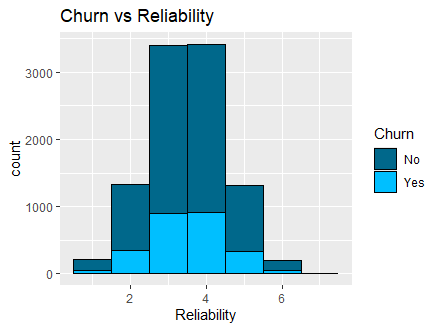 Churn vs Reliability
3000
2000
1000
0
count
2 4 6
Reliability
Churn
No
Yes